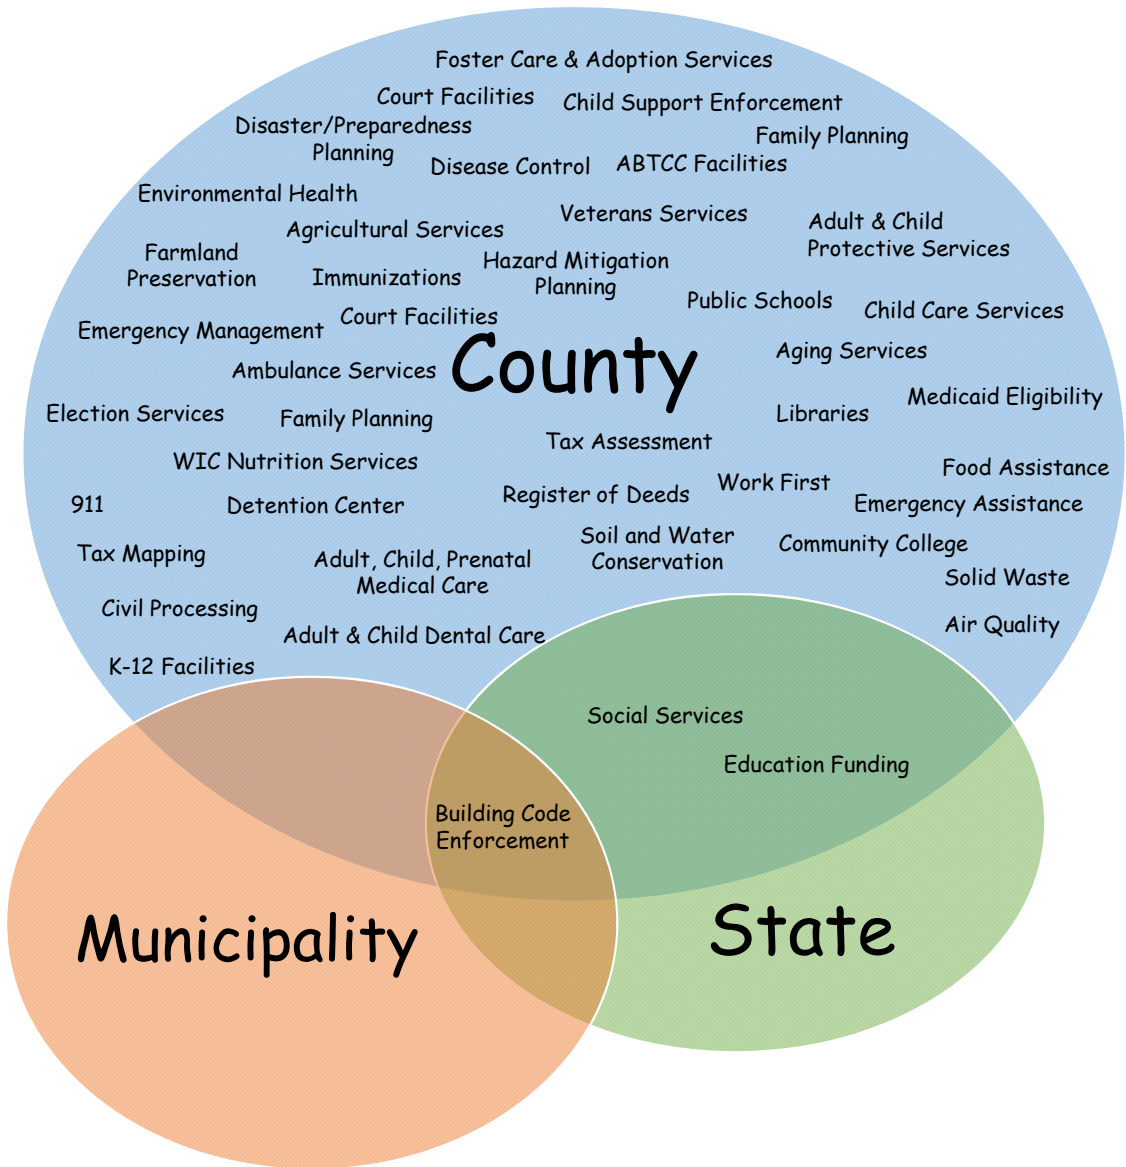 Foster Care & Adoption Services
Court Facilities
Child Support Enforcement
Disaster/Preparedness
Planning
Family Planning
Disease Control
ABTCC Facilities
Environmental Health
Veterans Services
Agricultural Services
Adult & Child
Protective Services
Farmland
Preservation
Immunizations
Hazard Mitigation
Planning
Public Schools
Child Care Services
Court Facilities
Emergency Management
County
Aging Services
Ambulance Services
Medicaid Eligibility
Election Services
Family Planning
Libraries
Tax Assessment
WIC Nutrition Services
Food Assistance
Work First
911
Detention Center
Register of Deeds
Emergency Assistance
Soil and Water
Conservation
Community College
Tax Mapping
Adult, Child, Prenatal
Medical Care
Solid Waste
Civil Processing
Air Quality
Adult & Child Dental Care
K-12 Facilities
Social Services
Education Funding
Building Code
Enforcement
Municipality
State